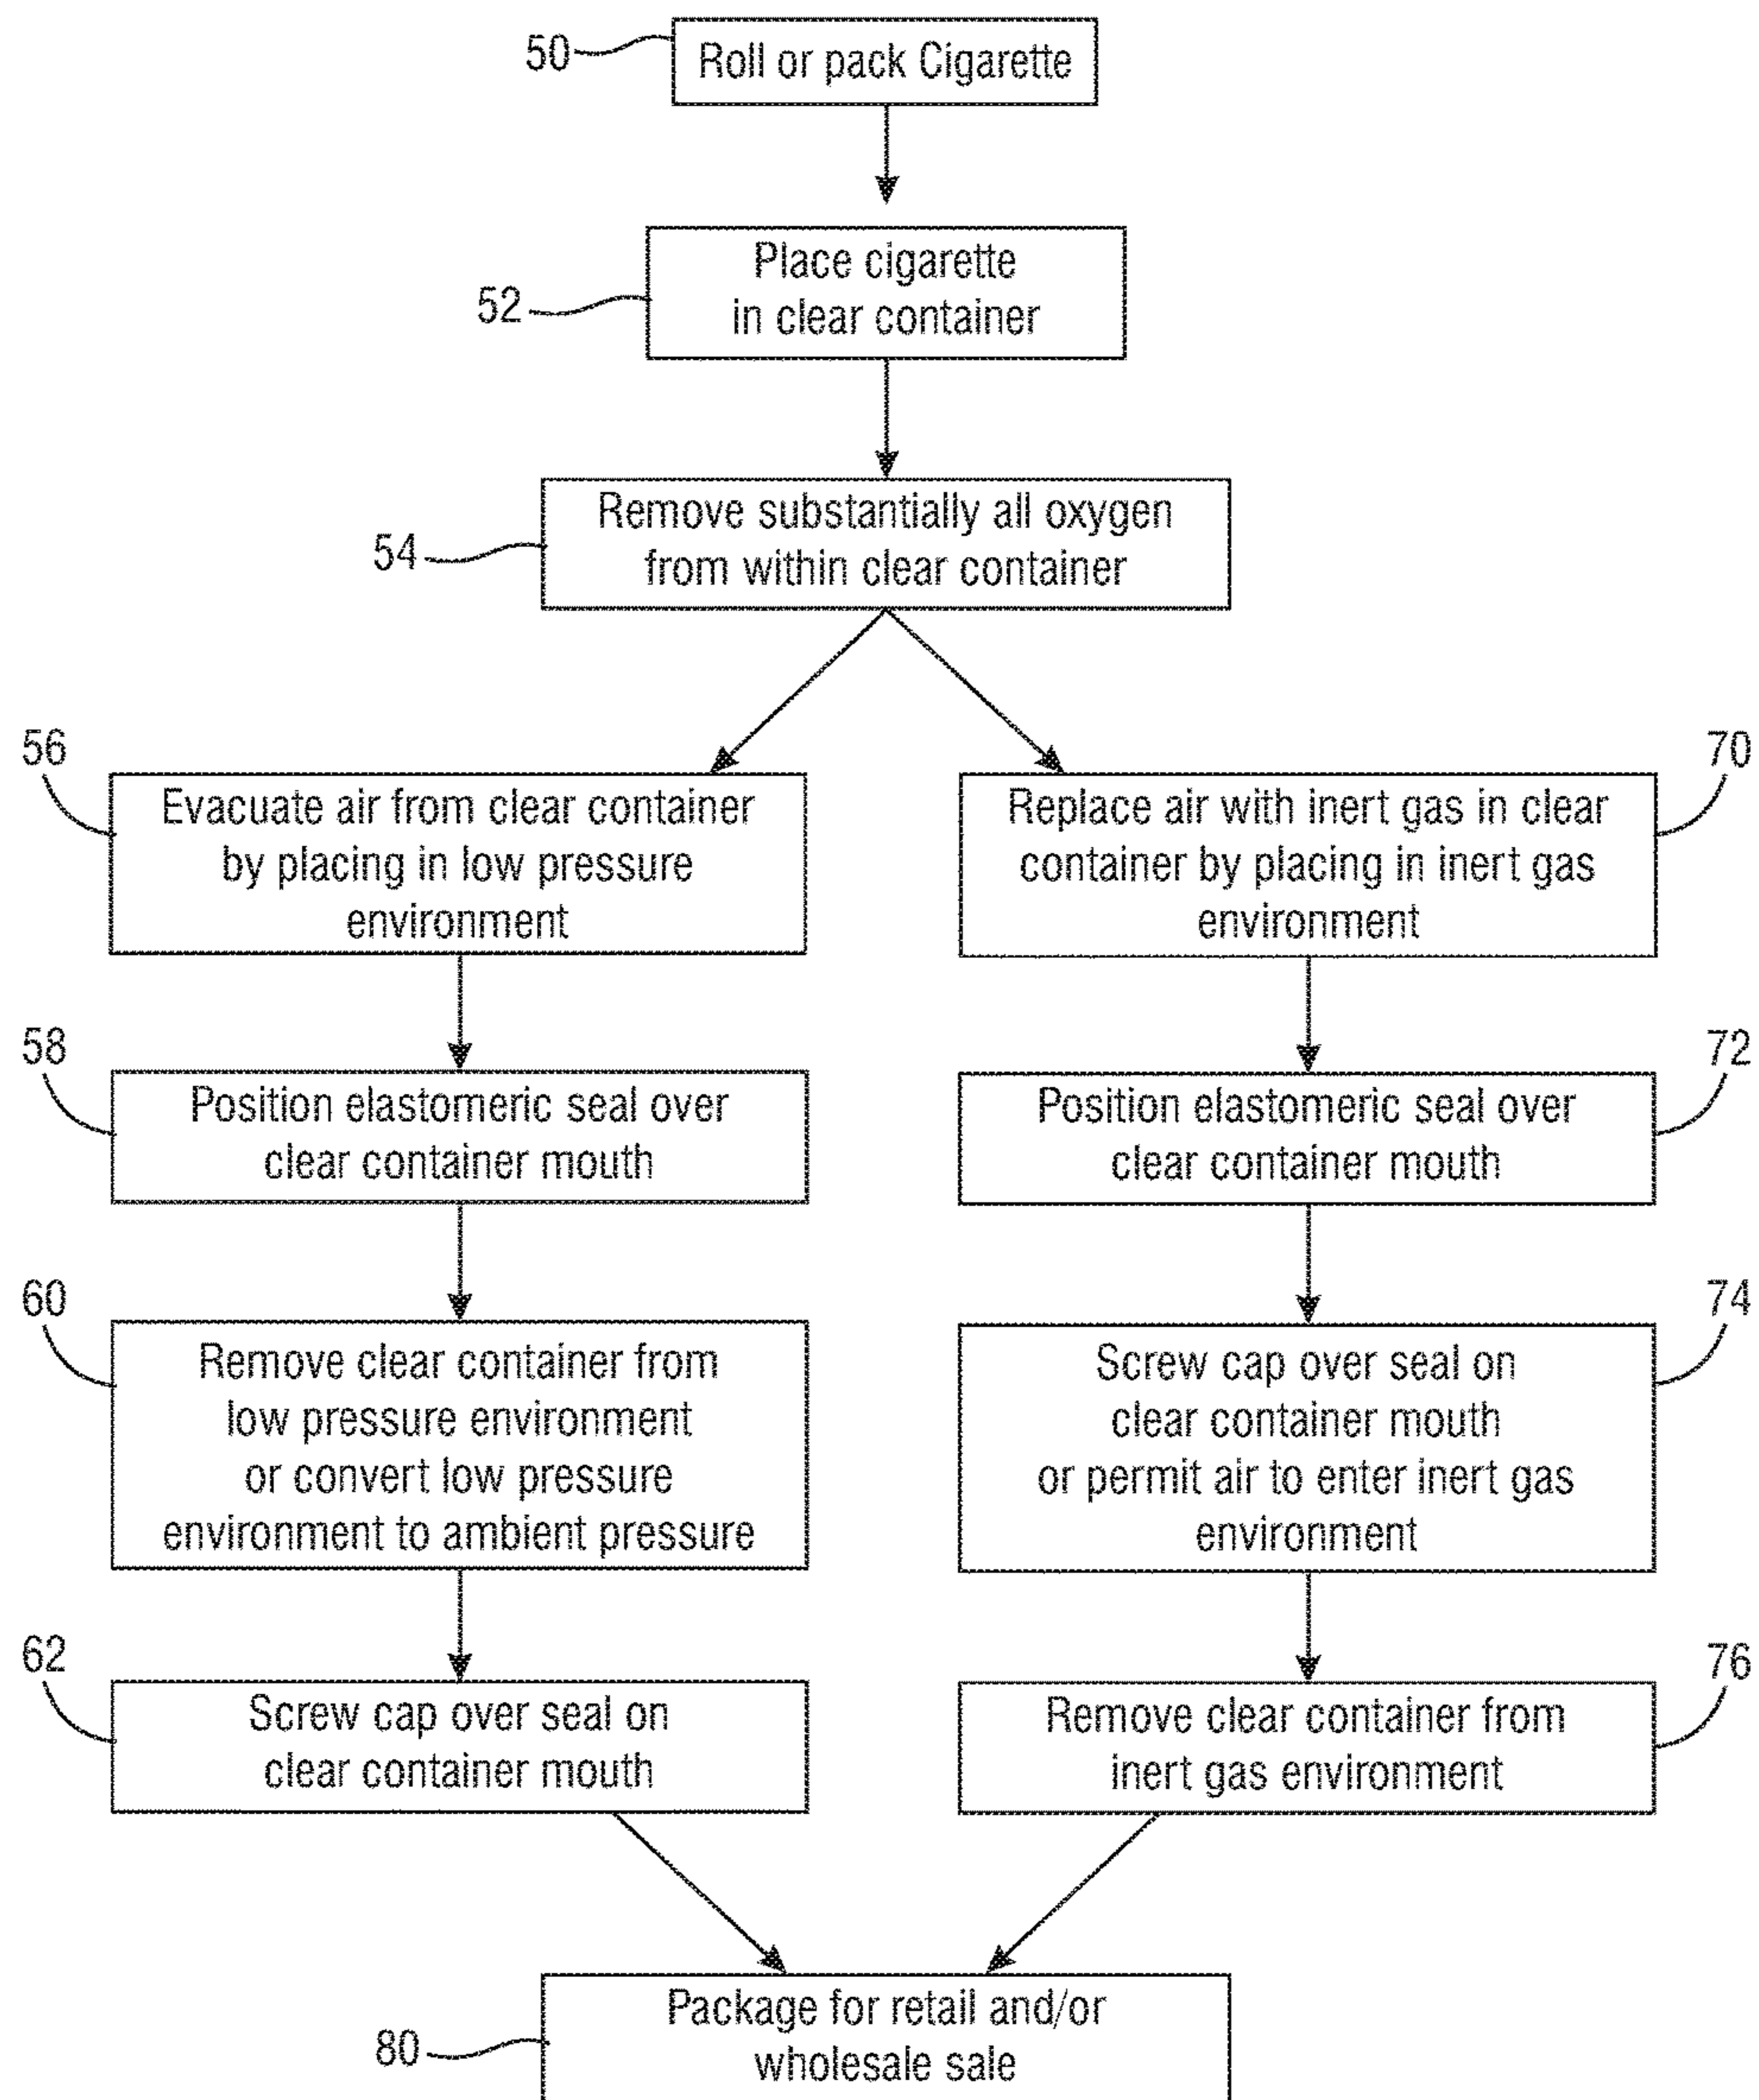 50
Roll or pack Cigarette
52
Place cigarette
in clear container
54
Remove substantially all oxygen
from within clear container
56
Evacuate air from clear container
by placing in low pressure
environment
70
Replace air with inert gas in clear
container by placing in inert gas
environment
58
Position elastomeric seal over
clear container mouth
72
Position elastomeric seal over
clear container mouth
60
Remove clear container from
low pressure environment
or convert low pressure
environment to ambient pressure
74
Screw cap over seal on
clear container mouth
or permit air to enter inert gas
environment
62
Screw cap over seal on
clear container mouth
76
Remove clear container from
inert gas environment
80
Package for retail and/or
wholesale sale